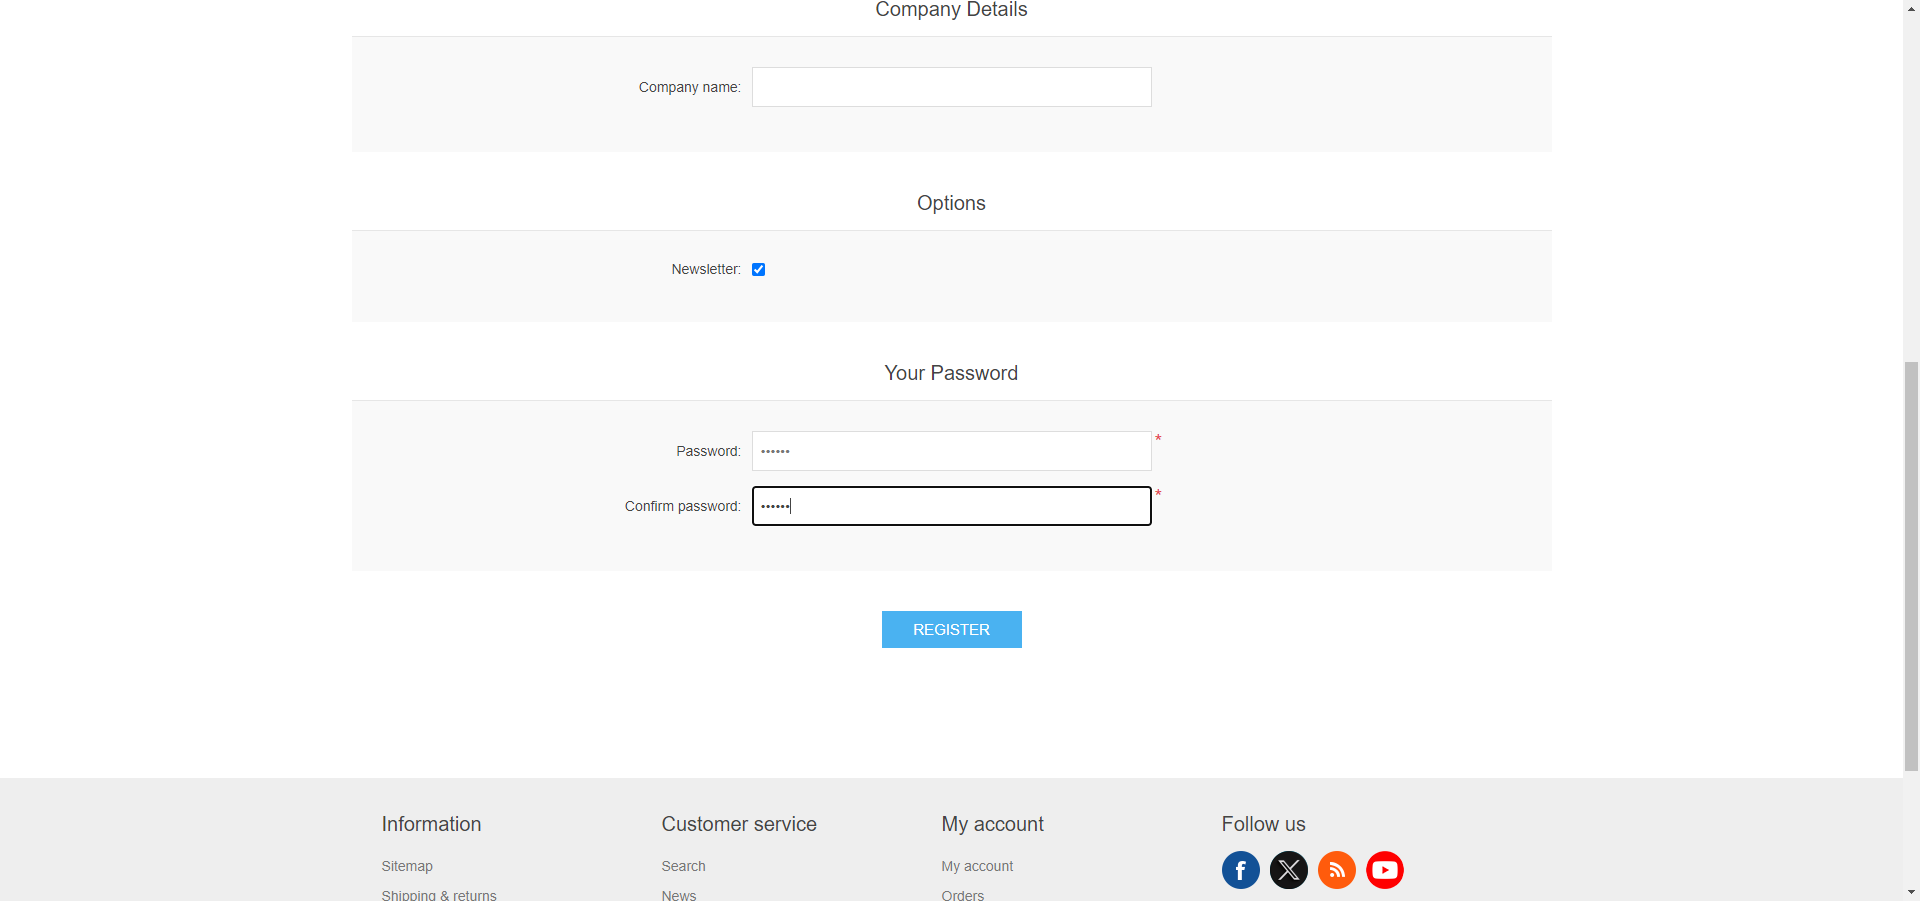 Company Details
Company name:
Options
Newsletter:
Your Password
Password: •••••• *
Confirm password: •••••• *
REGISTER
Information
Customer service
My account
Follow us
Sitemap
Search
My account
Shipping & returns
News
Orders